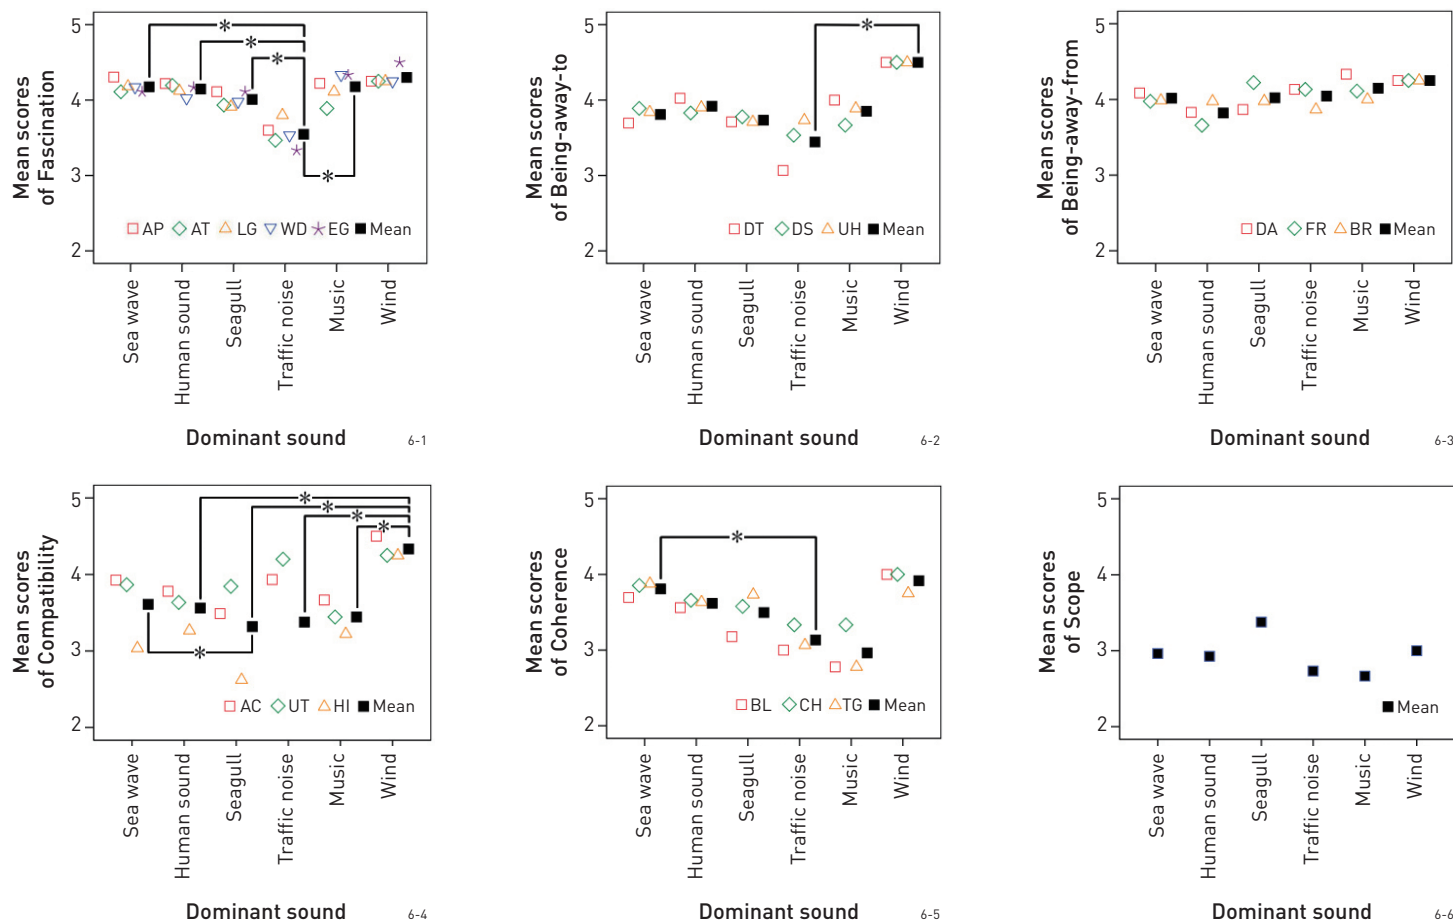 Mean scores
of Fascination
5
4
3
2
* * * *
AP AT LG WD EG Mean
Sea wave
Human sound
Seagull
Traffic noise
Music
Wind
Dominant sound
6-1
Mean scores
of Being-away-to
5
4
3
2
*
DT DS UH Mean
Sea wave
Human sound
Seagull
Traffic noise
Music
Wind
Dominant sound
6-2
Mean scores
of Being-away-from
5
4
3
2
DA FR BR Mean
Sea wave
Human sound
Seagull
Traffic noise
Music
Wind
Dominant sound
6-3
Mean scores
of Compatibility
5
4
3
2
* * * * *
AC UT HI Mean
Sea wave
Human sound
Seagull
Traffic noise
Music
Wind
Dominant sound
6-4
Mean scores
of Coherence
5
4
3
2
*
BL CH TG Mean
Sea wave
Human sound
Seagull
Traffic noise
Music
Wind
Dominant sound
6-5
Mean scores
of Scope
5
4
3
2
Mean
Sea wave
Human sound
Seagull
Traffic noise
Music
Wind
Dominant sound
6-6